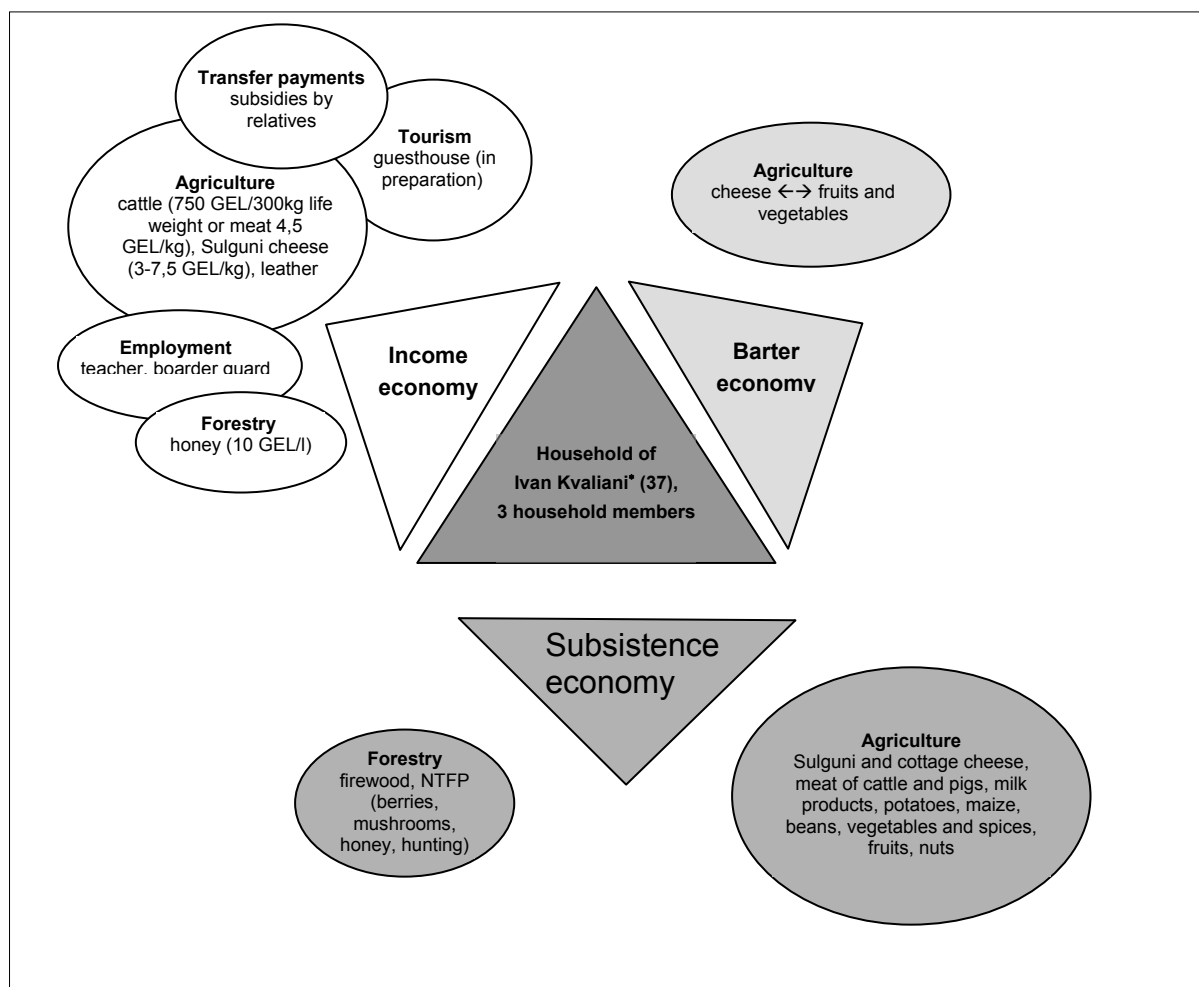 Transfer payments
subsidies by
relatives
Tourism
guesthouse (in
preparation)
Agriculture
cattle (750 GEL/300kg life
weight or meat 4,5
GEL/kg), Sulguni cheese
(3-7,5 GEL/kg), leather
Employment
teacher, boarder guard
Forestry
honey (10 GEL/l)
Agriculture
cheese ←→ fruits and
vegetables
Income
economy
Barter
economy
Household of
Ivan Kvaliani* (37),
3 household members
Subsistence
economy
Forestry
firewood, NTFP
(berries,
mushrooms,
honey, hunting)
Agriculture
Sulguni and cottage cheese,
meat of cattle and pigs, milk
products, potatoes, maize,
beans, vegetables and spices,
fruits, nuts